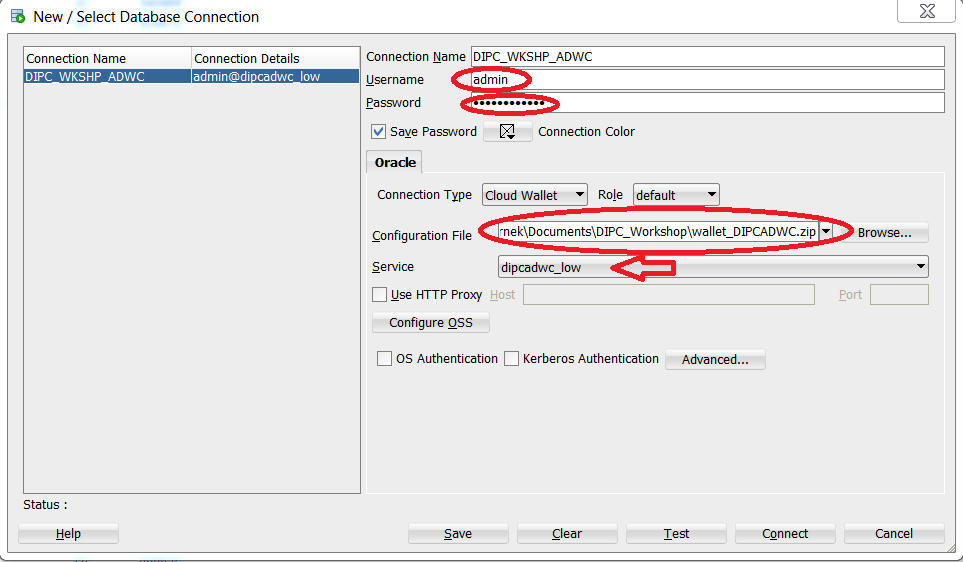 New / Select Database Connection
Connection Name Connection Details
DIPC_WKSHP_ADWC admin@dipcadwc_low
Connection Name DIPC_WKSHP_ADWC
Username admin
Password ••••••••••••
Save Password Connection Color
Oracle
Connection Type Cloud Wallet Role default
Configuration File rnek\Documents\DIPC_Workshop\wallet_DIPCADWC.zip Browse...
Service dipcadwc_low
Use HTTP Proxy Host Port
Configure OSS
OS Authentication Kerberos Authentication Advanced...
Status :
Help Save Clear Test Connect Cancel